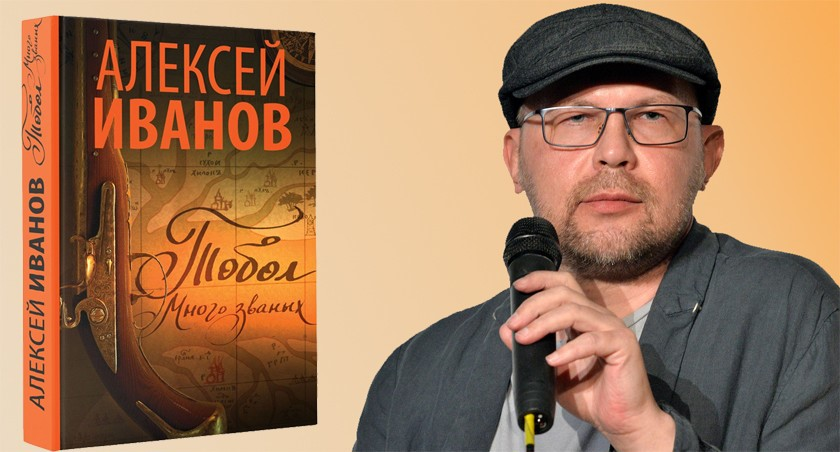 АЛЕКСЕЙ
ИВАНОВ
Тобол
Много званых
АЛЕКСЕЙ ИВАНОВ Тобол Много званых